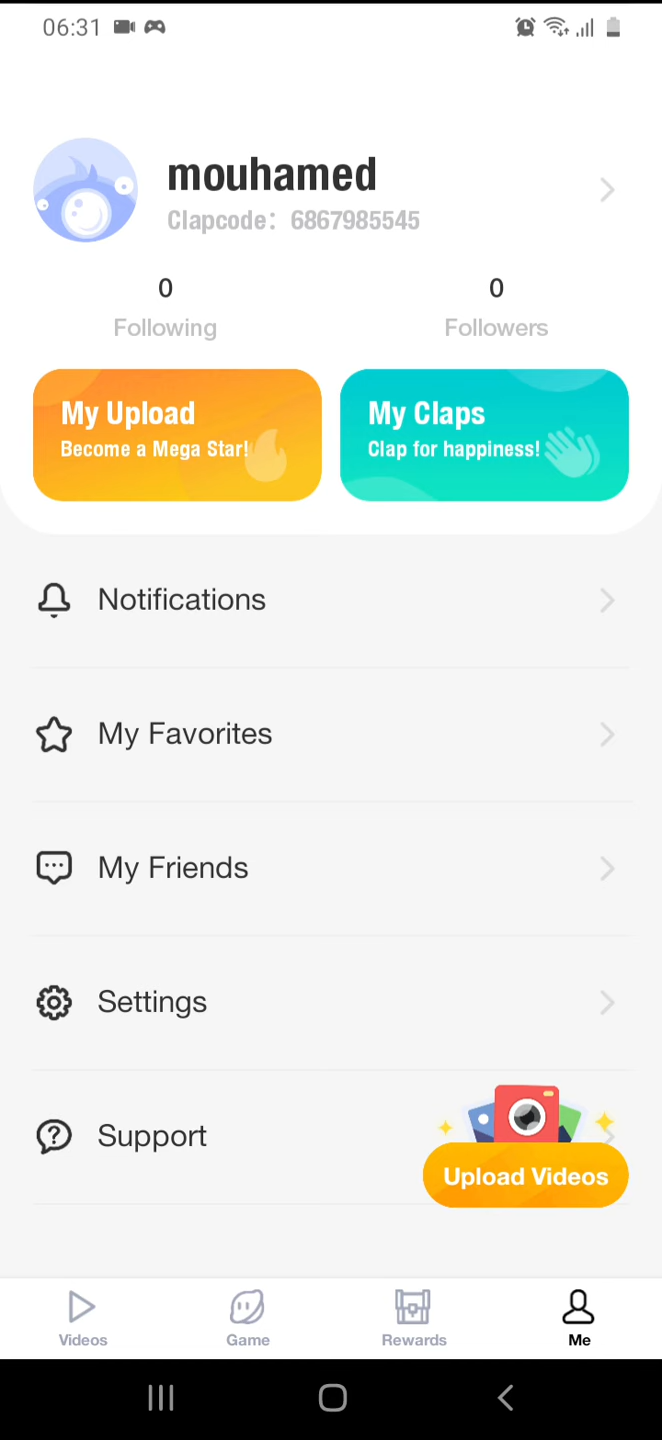 06:31
mouhamed
Clapcode: 6867985545
0
Following
0
Followers
My Upload
Become a Mega Star!
My Claps
Clap for happiness!
Notifications
My Favorites
My Friends
Settings
Support
Upload Videos
Videos
Game
Rewards
Me